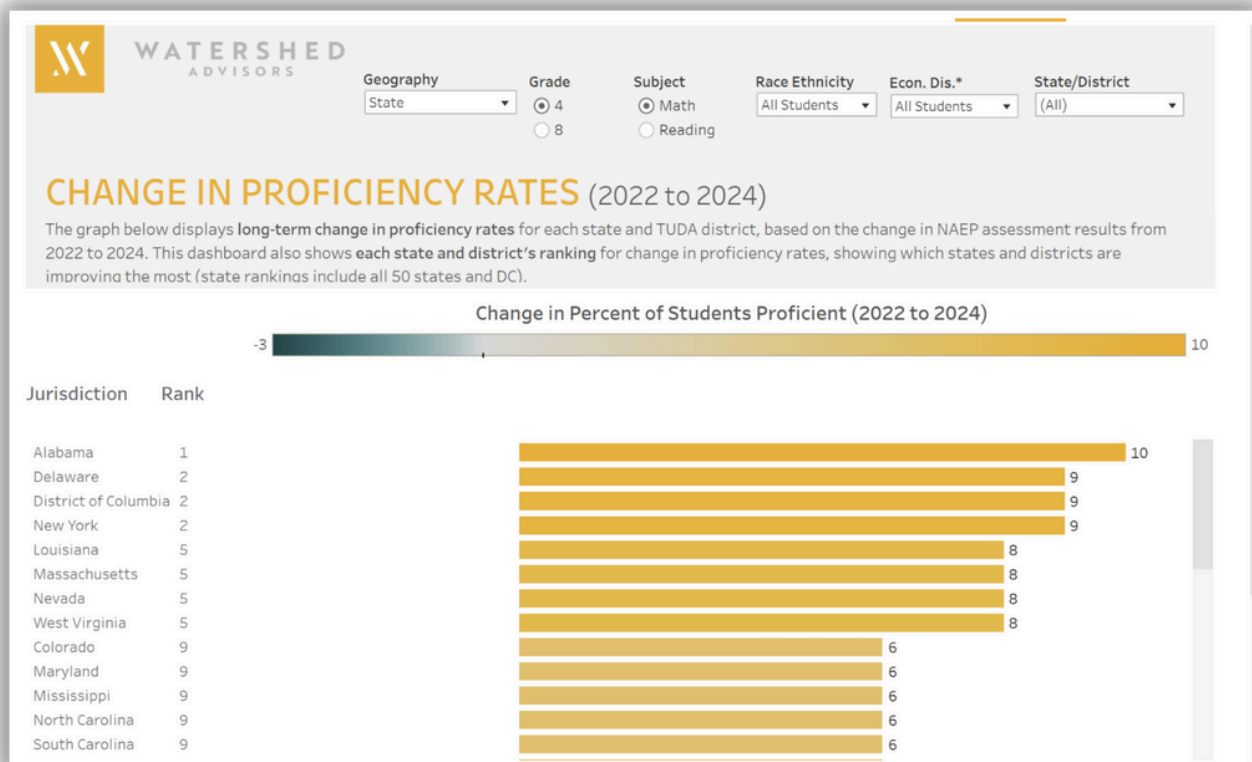 WATERSHED
ADVISORS
Geography Grade Subject Race Ethnicity Econ. Dis.* State/District
State 4 Math All Students All Students (All)
8 Reading
CHANGE IN PROFICIENCY RATES (2022 to 2024)
The graph below displays long-term change in proficiency rates for each state and TUDA district, based on the change in NAEP assessment results from
2022 to 2024. This dashboard also shows each state and district's ranking for change in proficiency rates, showing which states and districts are
improving the most (state rankings include all 50 states and DC).
Change in Percent of Students Proficient (2022 to 2024)
-3 10
Jurisdiction Rank
Alabama 1 10
Delaware 2 9
District of Columbia 2 9
New York 2 9
Louisiana 5 8
Massachusetts 5 8
Nevada 5 8
West Virginia 5 8
Colorado 9 6
Maryland 9 6
Mississippi 9 6
North Carolina 9 6
South Carolina 9 6